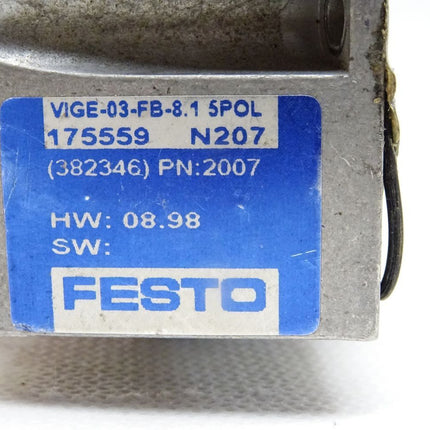 VIGE-03-FB-8.1 5POL
175559 N207
(382346) PN:2007
HW: 08.98
SW:
FESTO